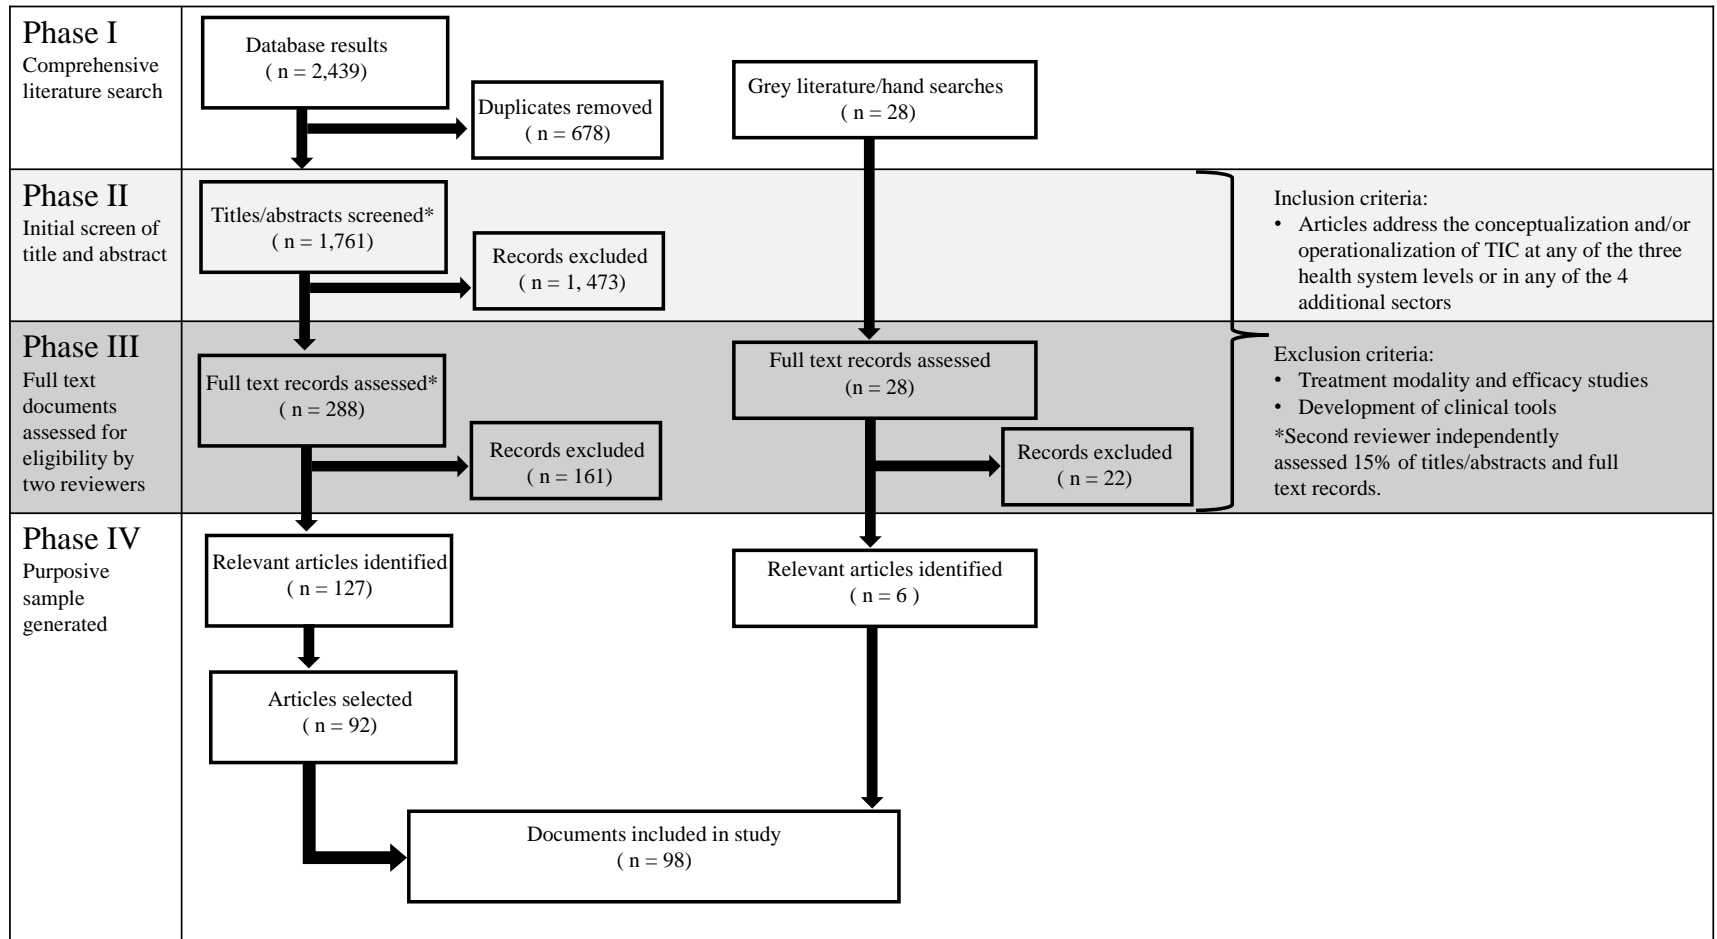 Phase I
Comprehensive
literature search
Database results
( n = 2,439)
Duplicates removed
( n = 678)
Grey literature/hand searches
( n = 28)
Phase II
Initial screen of
title and abstract
Titles/abstracts screened*
( n = 1,761)
Records excluded
( n = 1, 473)
Inclusion criteria:
• Articles address the conceptualization and/or
operationalization of TIC at any of the three
health system levels or in any of the 4
additional sectors
Phase III
Full text
documents
assessed for
eligibility by
two reviewers
Full text records assessed*
( n = 288)
Records excluded
( n = 161)
Full text records assessed
(n = 28)
Records excluded
( n = 22)
Exclusion criteria:
• Treatment modality and efficacy studies
• Development of clinical tools
*Second reviewer independently
assessed 15% of titles/abstracts and full
text records.
Phase IV
Purposive
sample
generated
Relevant articles identified
( n = 127)
Relevant articles identified
( n = 6 )
Articles selected
( n = 92)
Documents included in study
( n = 98)